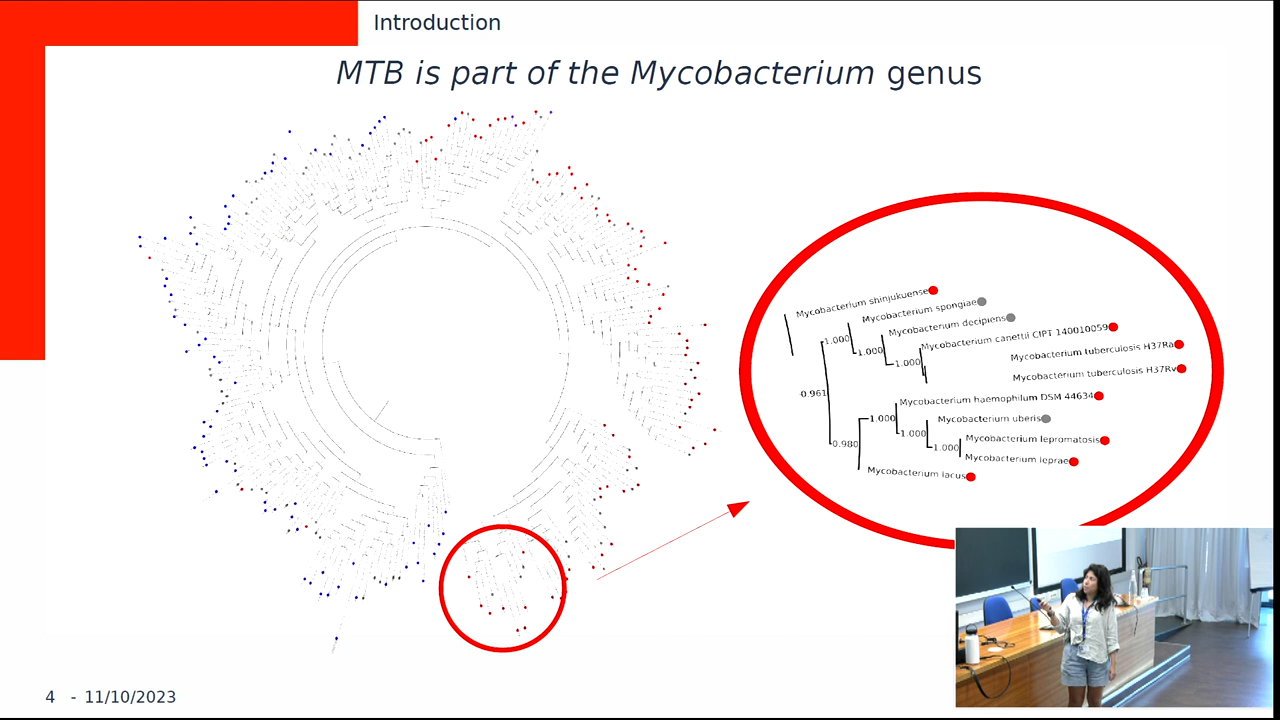 Introduction
MTB is part of the Mycobacterium genus
Mycobacterium shinjukuense
Mycobacterium spongiae
Mycobacterium decipiens
Mycobacterium canettii CIPT 140010059
Mycobacterium tuberculosis H37Ra
Mycobacterium tuberculosis H37Rv
1.000
1.000
1.000
0.961
Mycobacterium haemophilum DSM 44634
1.000
Mycobacterium uberis
1.000
Mycobacterium lepromatosis
0.980
1.000
Mycobacterium leprae
Mycobacterium lacus
4 - 11/10/2023